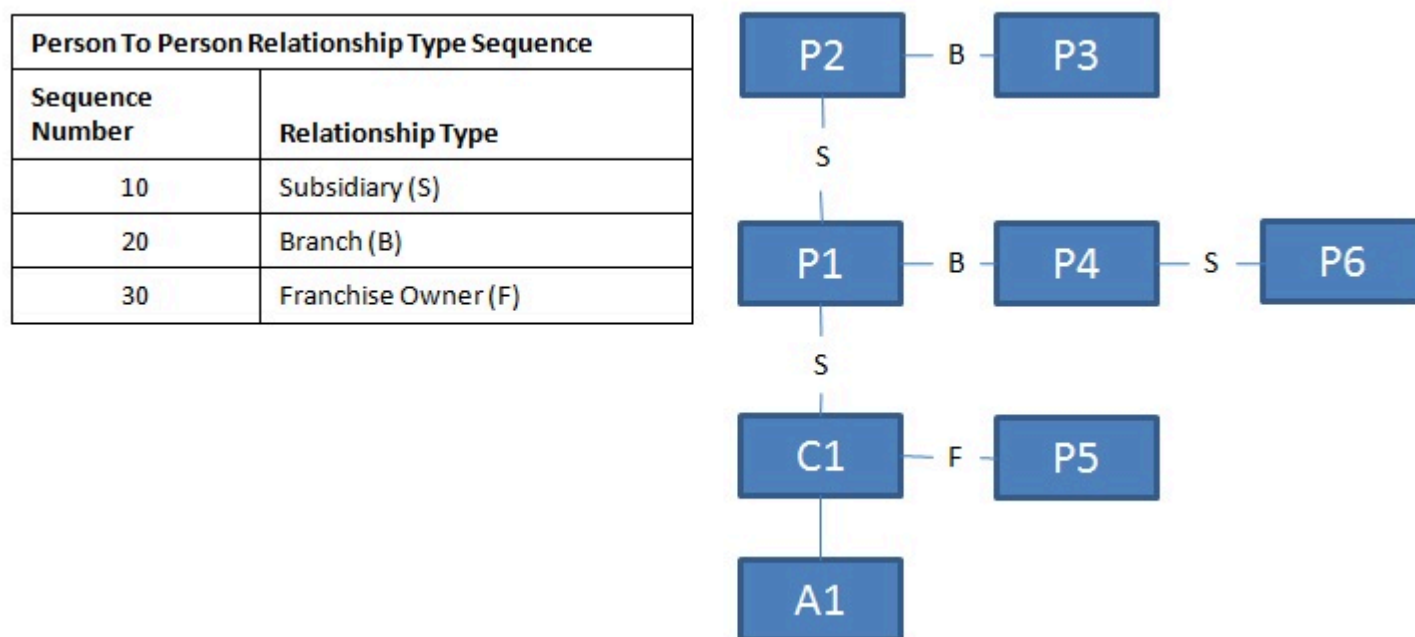 Person To Person Relationship Type Sequence
Sequence
Number
Relationship Type
10 Subsidiary (S)
20 Branch (B)
30 Franchise Owner (F)
P2 B P3
S
P1 B P4 S P6
S
C1 F P5
A1